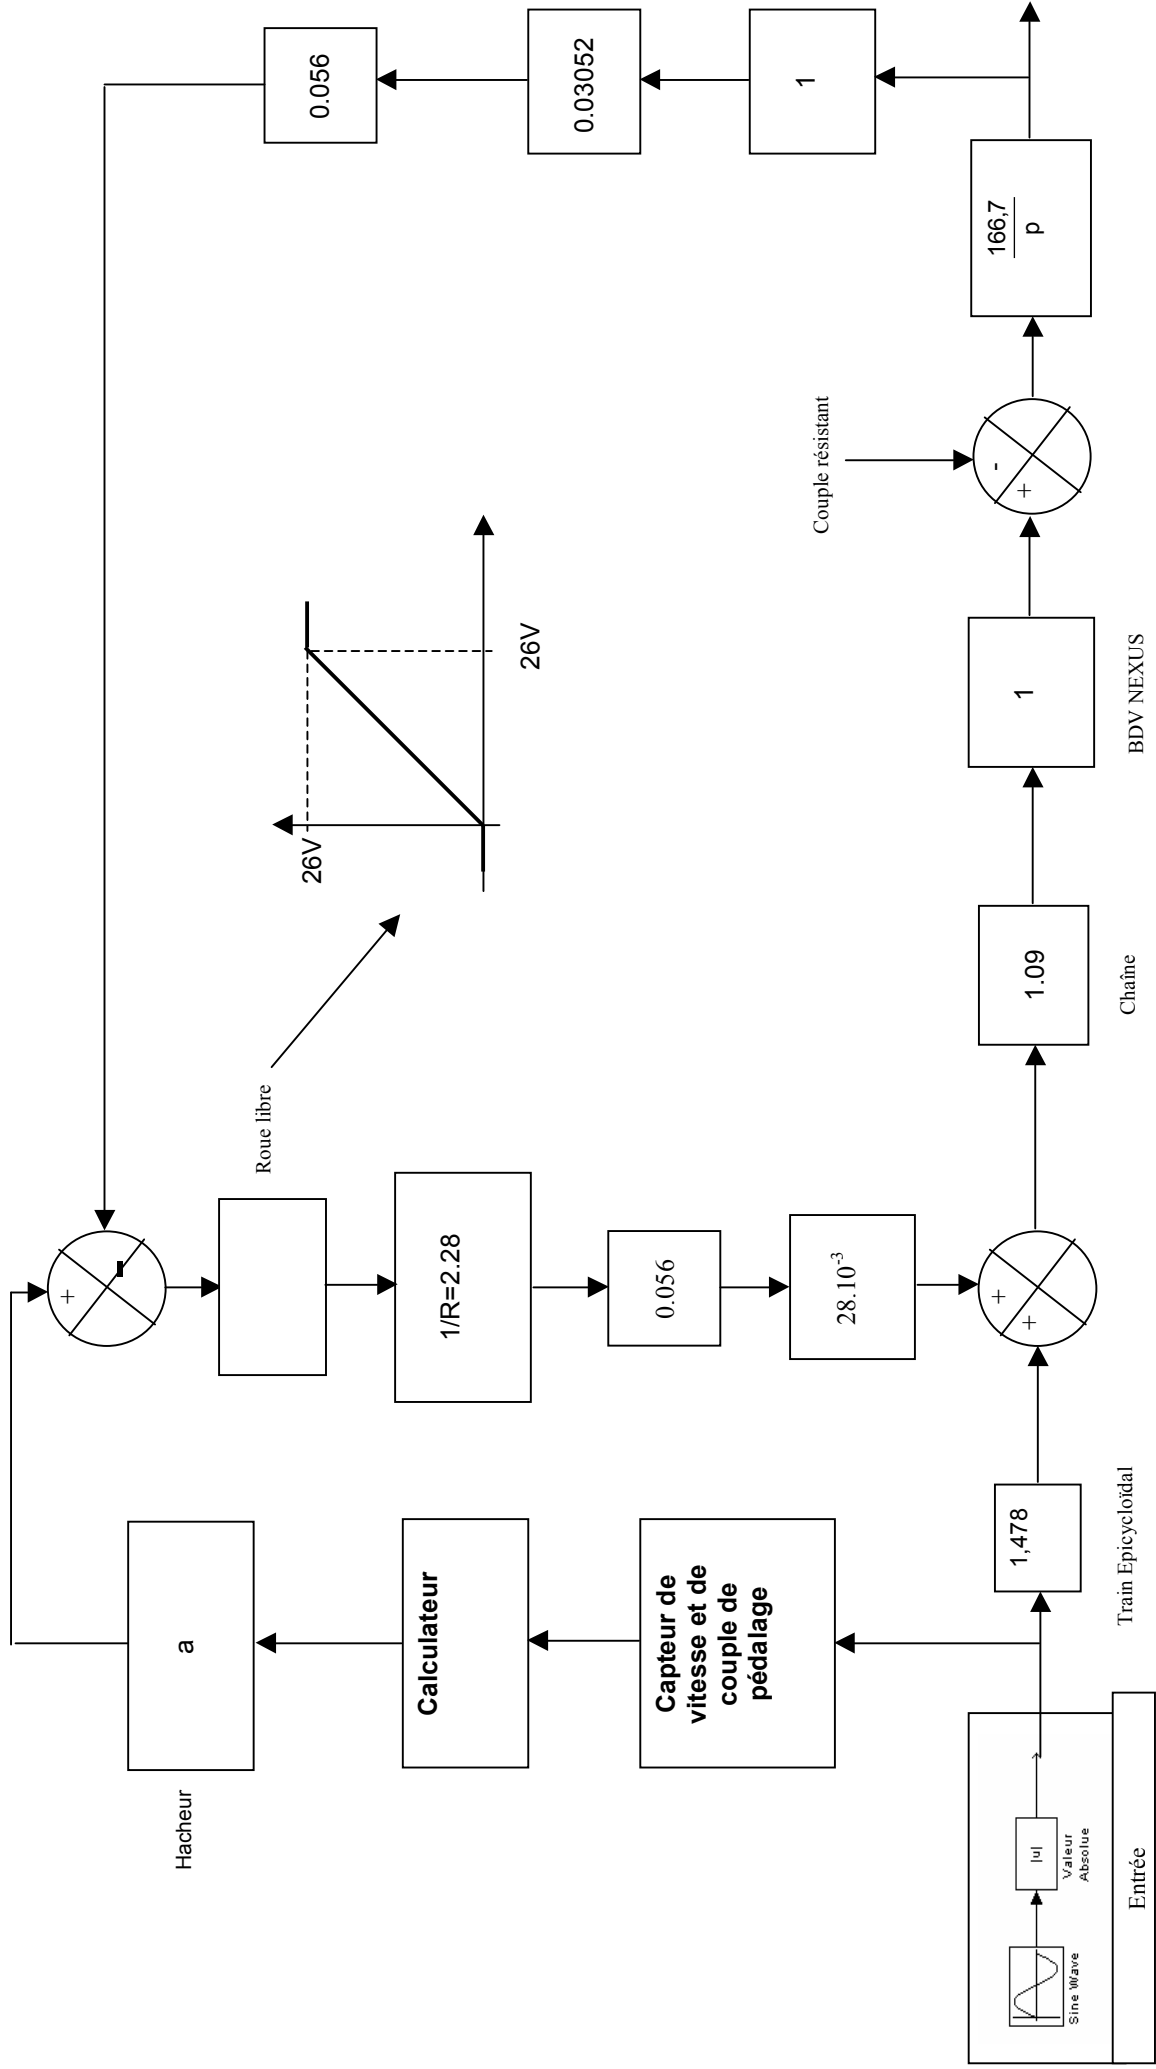 Entrée
Sine Wave
|u|
Valeur
Absolue
1,478
Train Epicycloïdal
Capteur de
vitesse et de
couple de
pédalage
Calculateur
a
Hacheur
+
-
Roue libre
26V
26V
1/R=2.28
0.056
28.10-3
+
+
1.09
Chaîne
1
BDV NEXUS
Couple résistant
+
-
166,7
p
1
0.03052
0.056